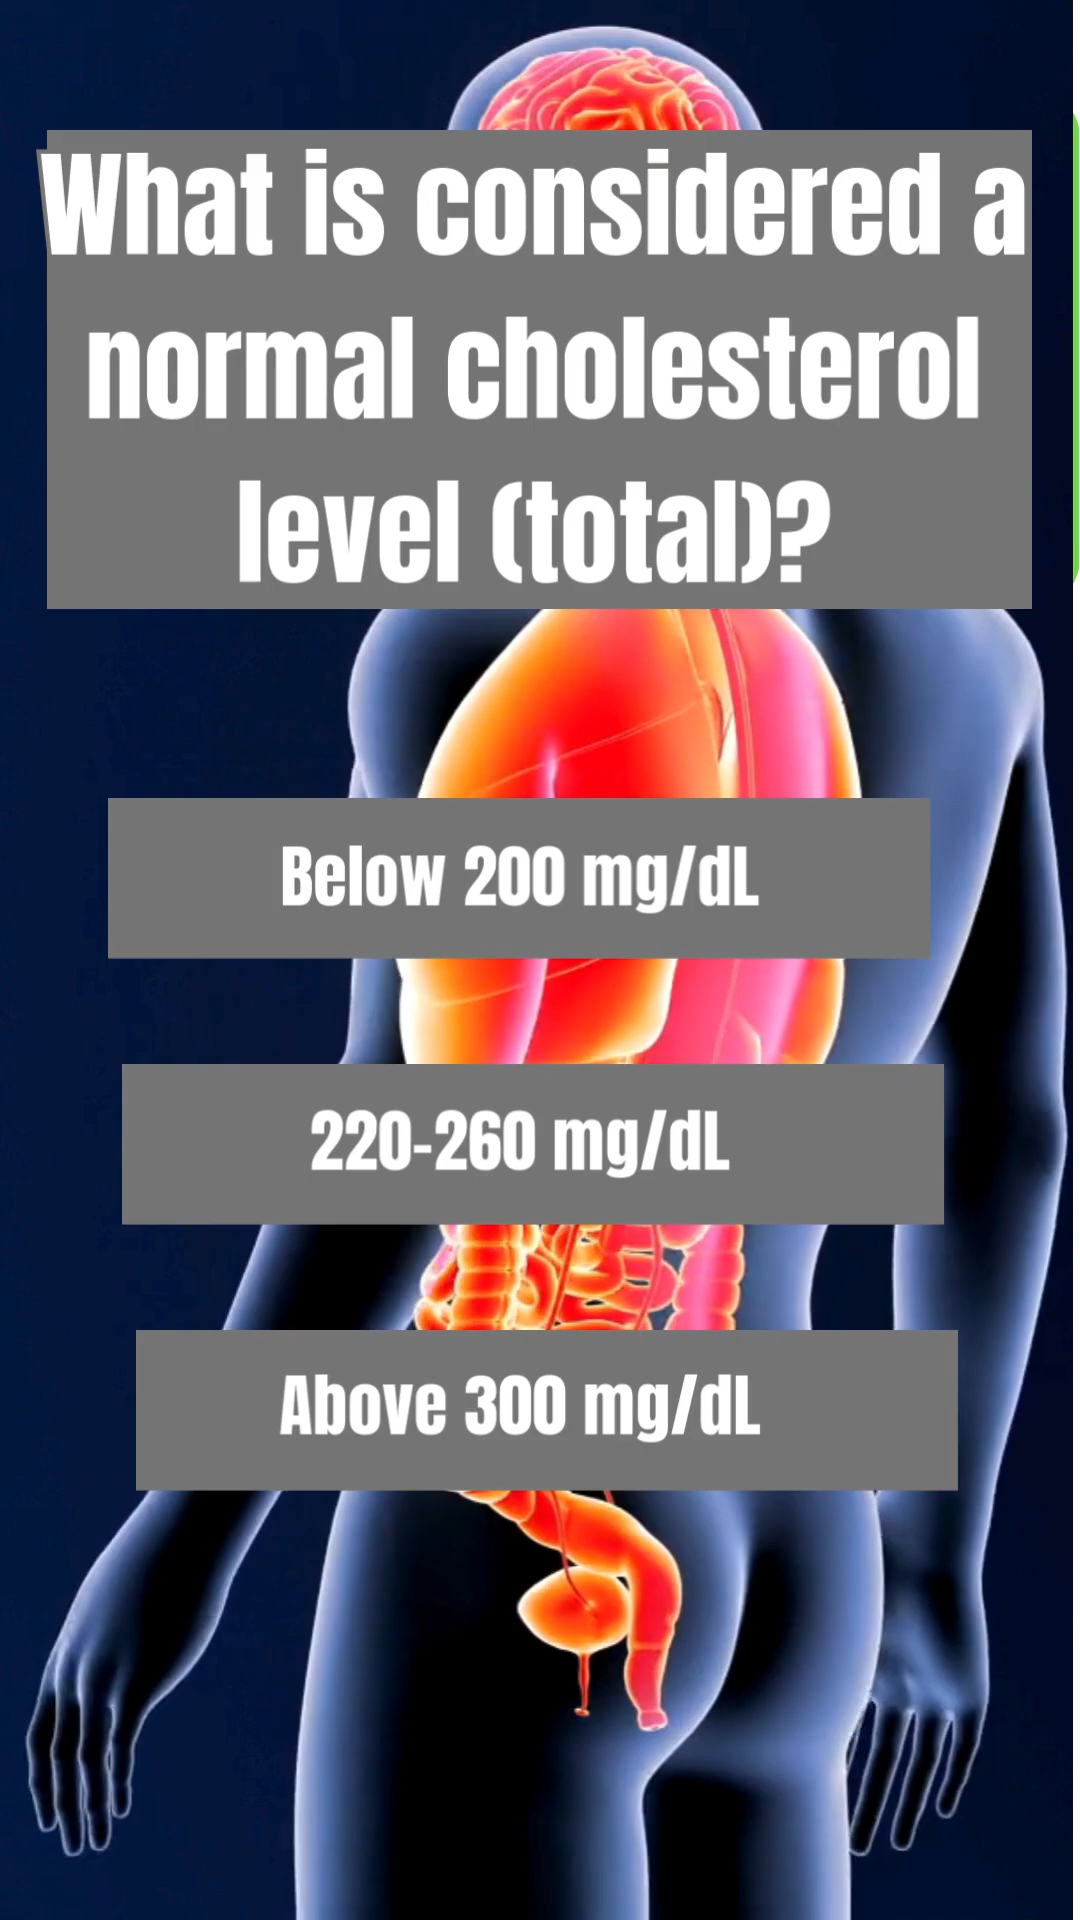 What is considered a
normal cholesterol
level (total)?
Below 200 mg/dL
220-260 mg/dL
Above 300 mg/dL